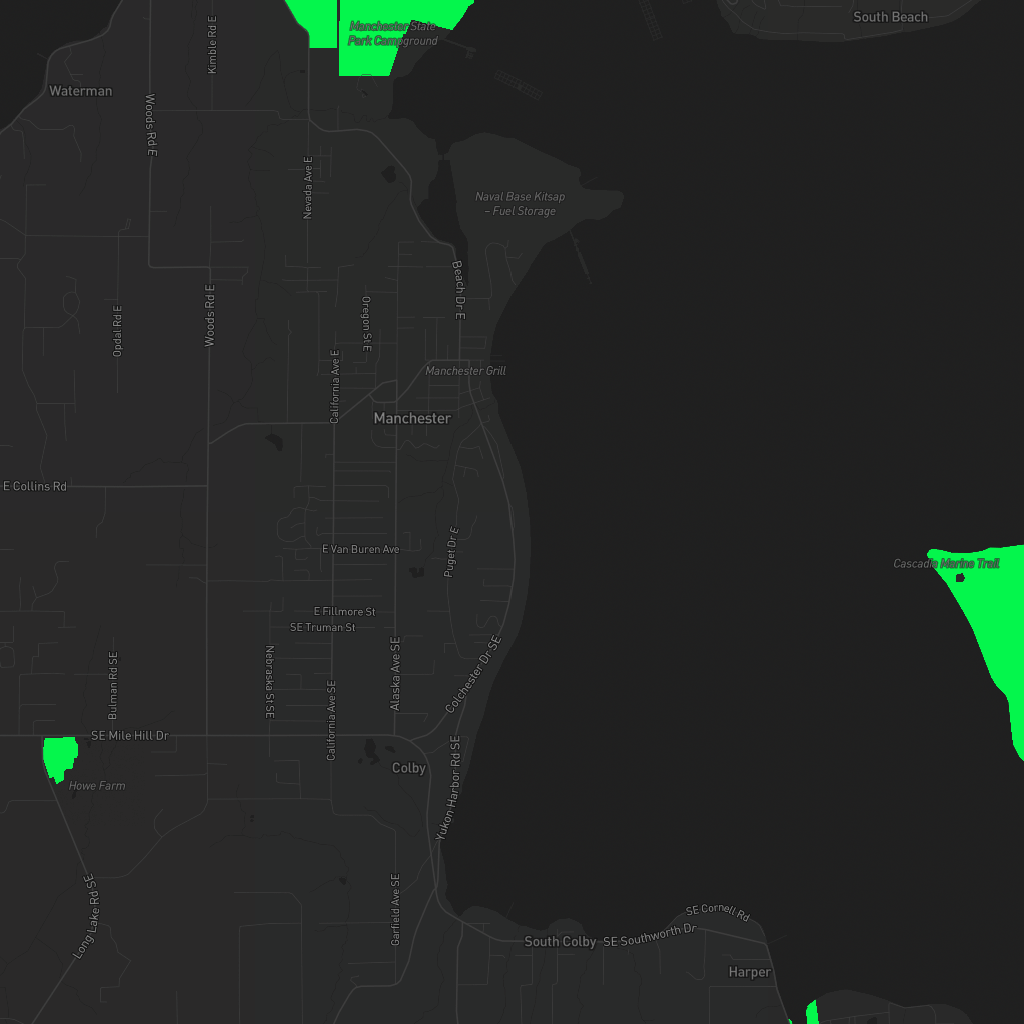 South Beach
Manchester State
Park Campground
Kimble Rd E
Waterman
Woods Rd E
Nevada Ave E
Naval Base Kitsap
– Fuel Storage
Beach Dr E
Woods Rd E
Opdal Rd E
Oregon St E
California Ave E
Manchester Grill
Manchester
E Collins Rd
Puget Dr E
E Van Buren Ave
Cascadia Marine Trail
E Fillmore St
SE Truman St
Bulman Rd SE
Nebraska St SE
Alaska Ave SE
Colchester Dr SE
California Ave SE
SE Mile Hill Dr
Colby
Yukon Harbor Rd SE
Howe Farm
Long Lake Rd SE
Garfield Ave SE
SE Cornell Rd
South Colby
SE Southworth Dr
Harper